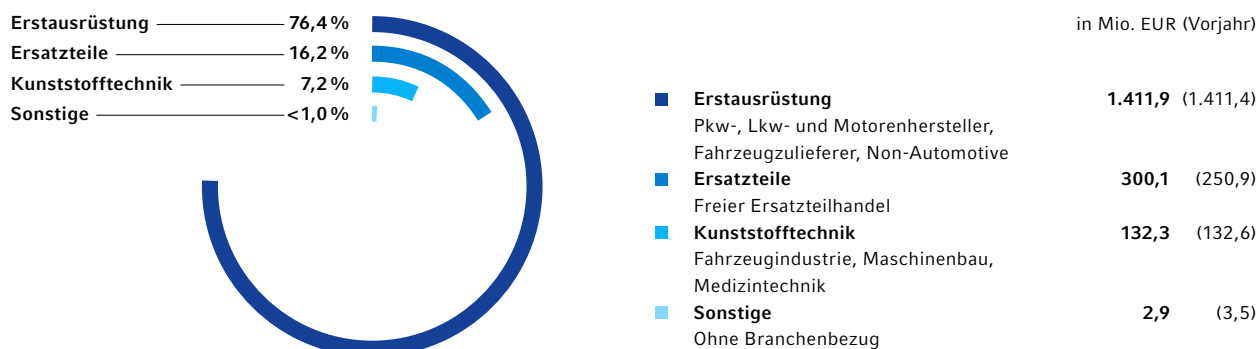 Erstausrüstung 76,4 %
Ersatzteile 16,2 %
Kunststofftechnik 7,2 %
Sonstige <1,0 %
in Mio. EUR (Vorjahr)
Erstausrüstung 1.411,9 (1.411,4)
Pkw-, Lkw- und Motorenhersteller,
Fahrzeugzulieferer, Non-Automotive
Ersatzteile 300,1 (250,9)
Freier Ersatzteilhandel
Kunststofftechnik 132,3 (132,6)
Fahrzeugindustrie, Maschinenbau,
Medizintechnik
Sonstige 2,9 (3,5)
Ohne Branchenbezug